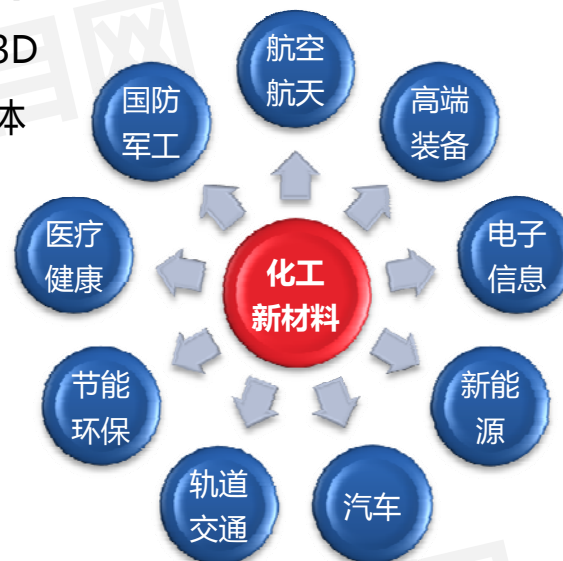 3D
体
航空
航天
国防
军工
高端
装备
医疗
健康
电子
信息
化工
新材料
节能
环保
新能
源
轨道
交通
汽车